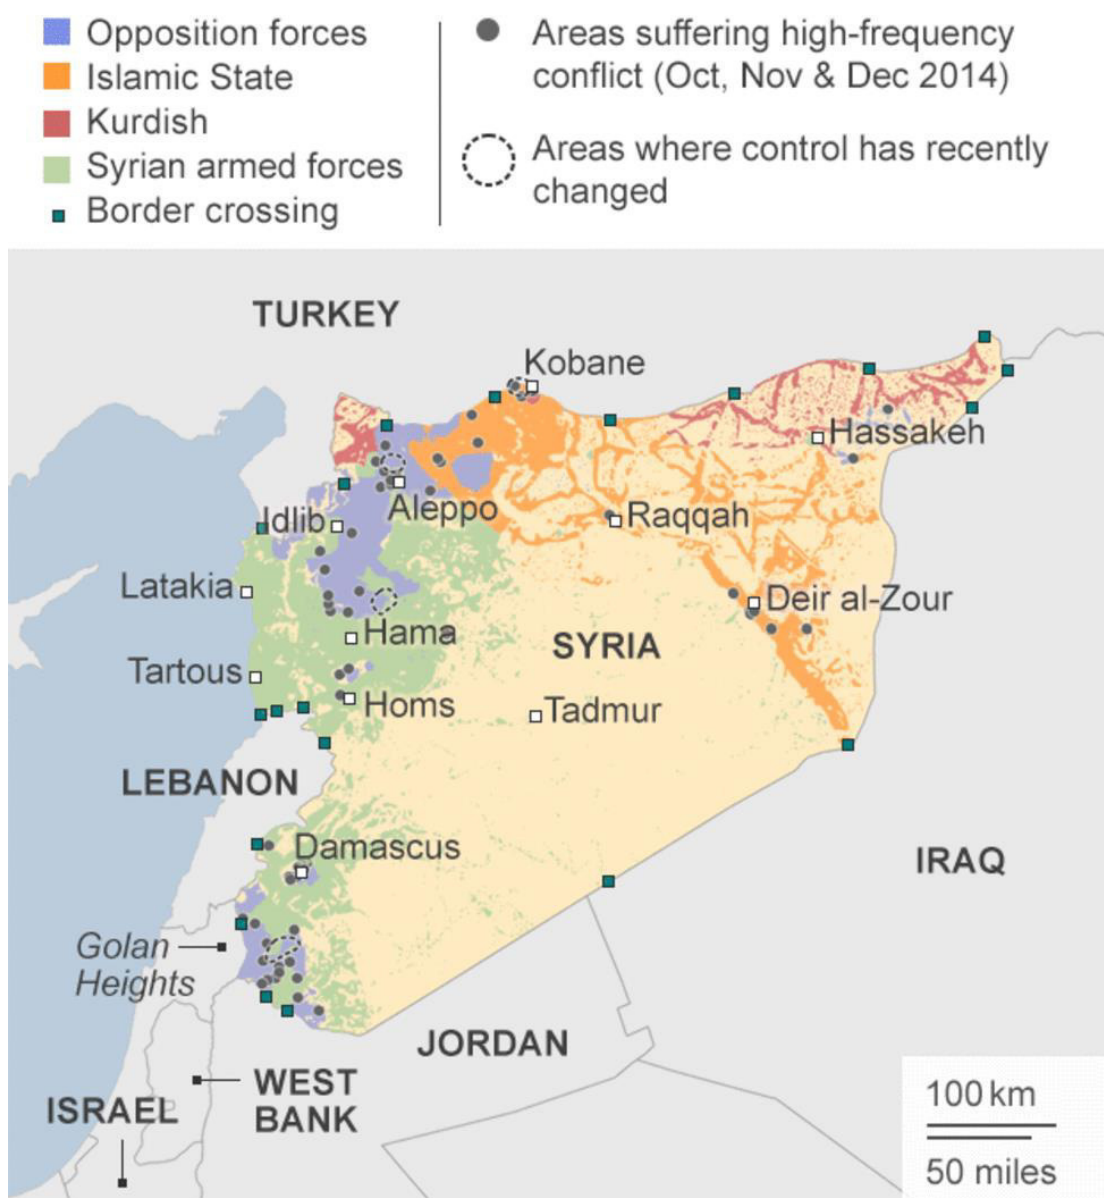 Opposition forces
Islamic State
Kurdish
Syrian armed forces
Border crossing
Areas suffering high-frequency
conflict (Oct, Nov & Dec 2014)
Areas where control has recently
changed
TURKEY
Kobane
Hassakeh
Aleppo
Idlib
Raqqah
Latakia
Deir al-Zour
Hama
SYRIA
Tartous
Homs
Tadmur
LEBANON
Damascus
IRAQ
Golan
Heights
JORDAN
WEST
BANK
ISRAEL
100 km
50 miles